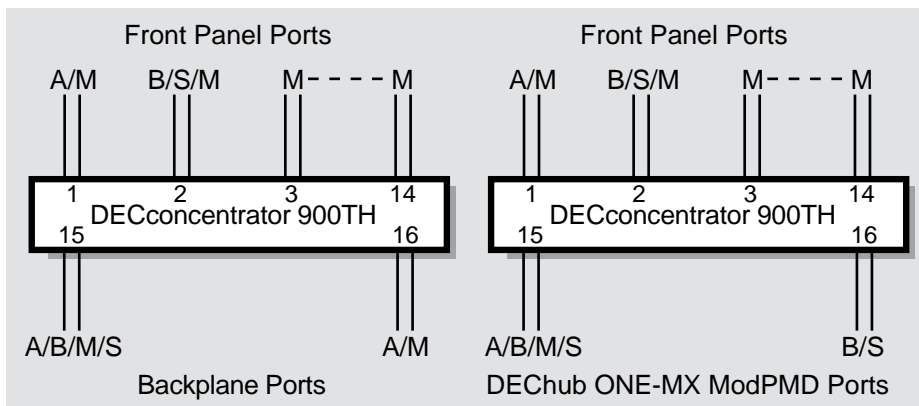 Front Panel Ports Front Panel Ports
A/M B/S/M M M A/M B/S/M M M
1 2 3 14 1 2 3 14
DECconcentrator 900TH DECconcentrator 900TH
15 16 15 16
A/B/M/S A/M A/B/M/S B/S
Backplane Ports DEChub ONE-MX ModPMD Ports